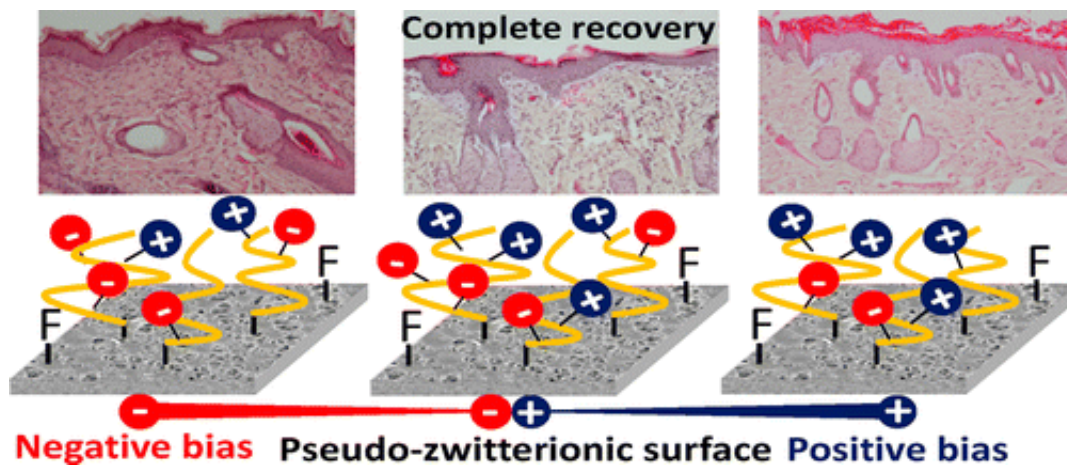 Complete recovery
F F F F F F
Negative bias Pseudo-zwitterionic surface Positive bias